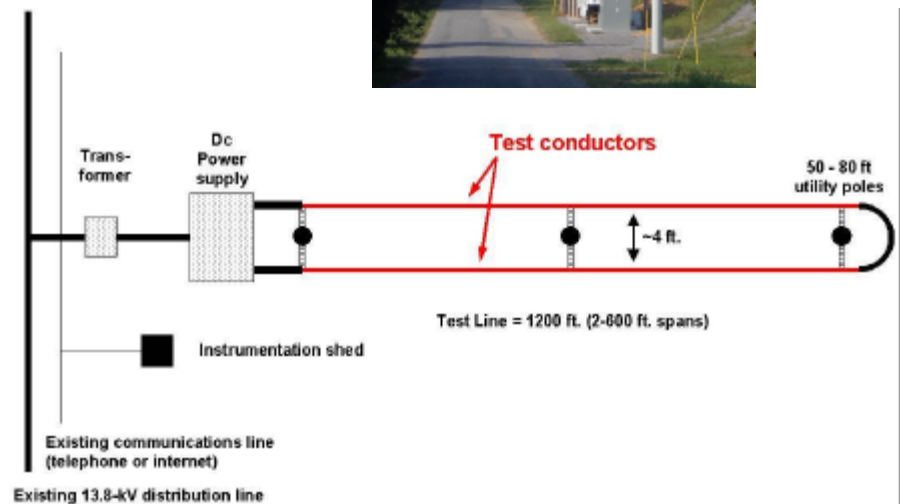 Trans-
former
Dc
Power
supply
Test conductors
50 - 80 ft
utility poles
~4 ft.
Test Line = 1200 ft. (2-600 ft. spans)
Instrumentation shed
Existing communications line
(telephone or internet)
Existing 13.8-kV distribution line